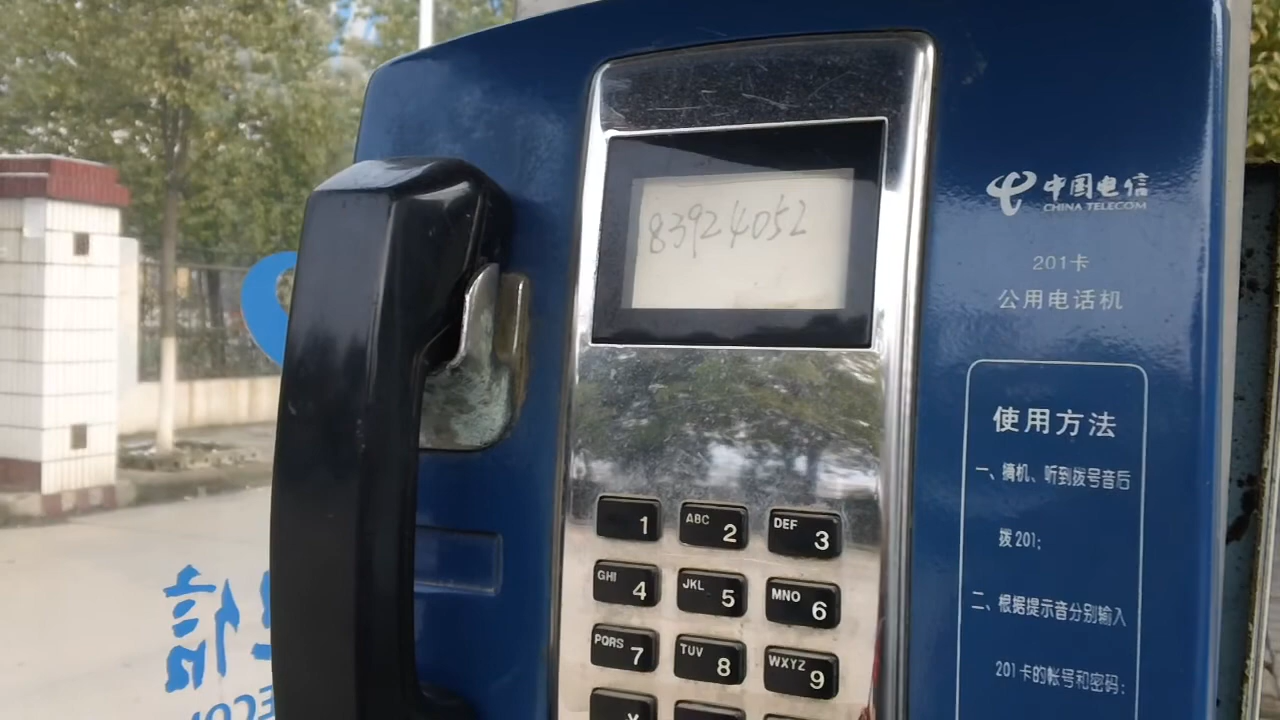 83924052
中国电信
CHINA TELECOM
201卡
公用电话机
使用方法
一、摘机、听到拨号音后
拨201;
二、根据提示音分别输入
201卡的帐号和密码:
1
ABC 2
DEF 3
GHI 4
JKL 5
MNO 6
PQRS 7
TUV 8
WXYZ 9
信